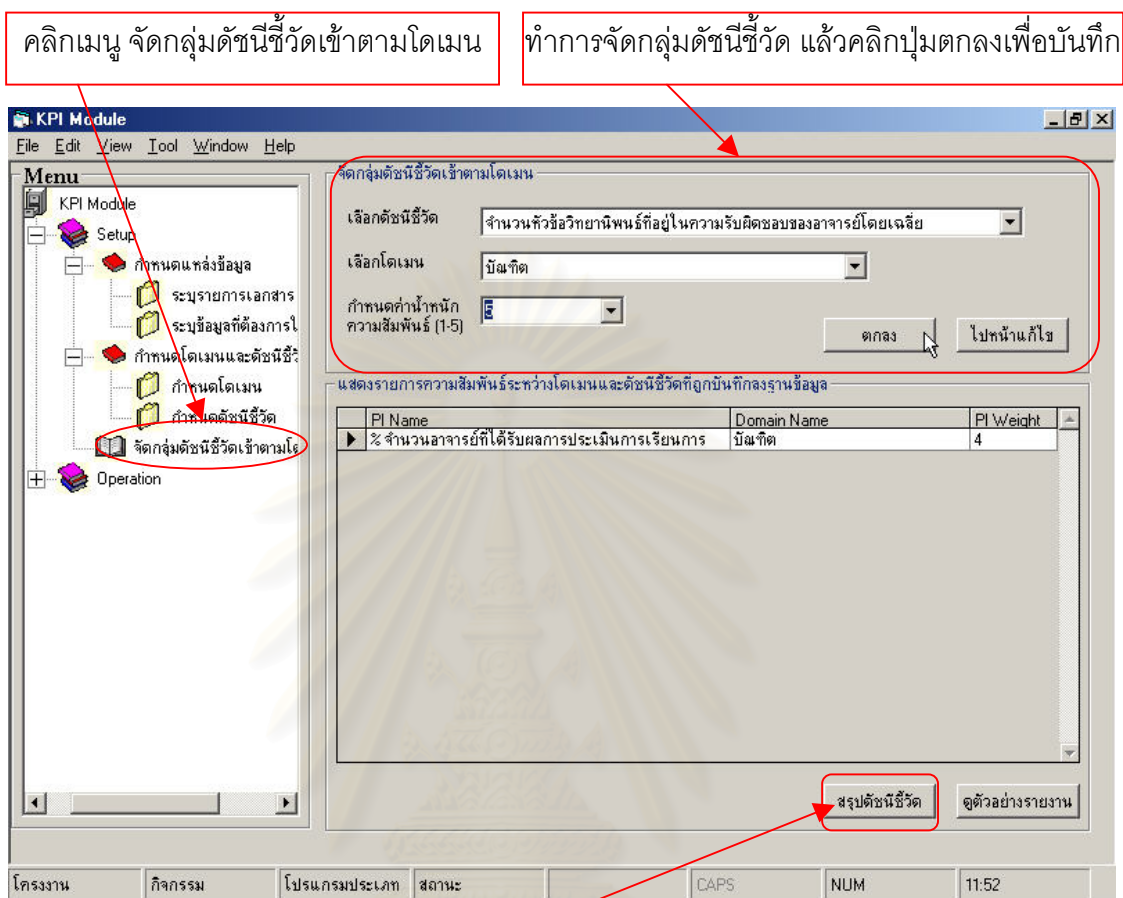 คลิกเมนู จัดกลุ่มดัชนีชี้วัดเข้าตามโดเมน
ทำการจัดกลุ่มดัชนีชี้วัด แล้วคลิกปุ่มตกลงเพื่อบันทึก
KPI Module
File Edit View Tool Window Help
Menu
KPI Module
Setup
กำหนดแหล่งข้อมูล
ระบุรายการเอกสาร
ระบุข้อมูลที่ต้องการใ
กำหนดโดเมนและดัชนีชี้วั
กำหนดโดเมน
กำหนดดัชนีชี้วัด
จัดกลุ่มดัชนีชี้วัดเข้าตามโด
Operation
จัดกลุ่มดัชนีชี้วัดเข้าตามโดเมน
เลือกดัชนีชี้วัด
จำนวนหัวข้อวิทยานิพนธ์ที่อยู่ในความรับผิดชอบของอาจารย์โดยเฉลี่ย
เลือกโดเมน
บัณฑิต
กำหนดค่าน้ำหนัก
ความสัมพันธ์ (1-5)
ตกลง
ไปหน้าแก้ไข
แสดงรายการความสัมพันธ์ระหว่างโดเมนและดัชนีชี้วัดที่ถูกบันทึกลงฐานข้อมูล
PI Name Domain Name PI Weight
% จำนวนอาจารย์ที่ได้รับผลการประเมินการเรียนการ บัณฑิต 4
สรุปดัชนีชี้วัด
ดูตัวอย่างรายงาน
โครงงาน กิจกรรม โปรแกรมประเภท สถานะ: CAPS NUM 11:52